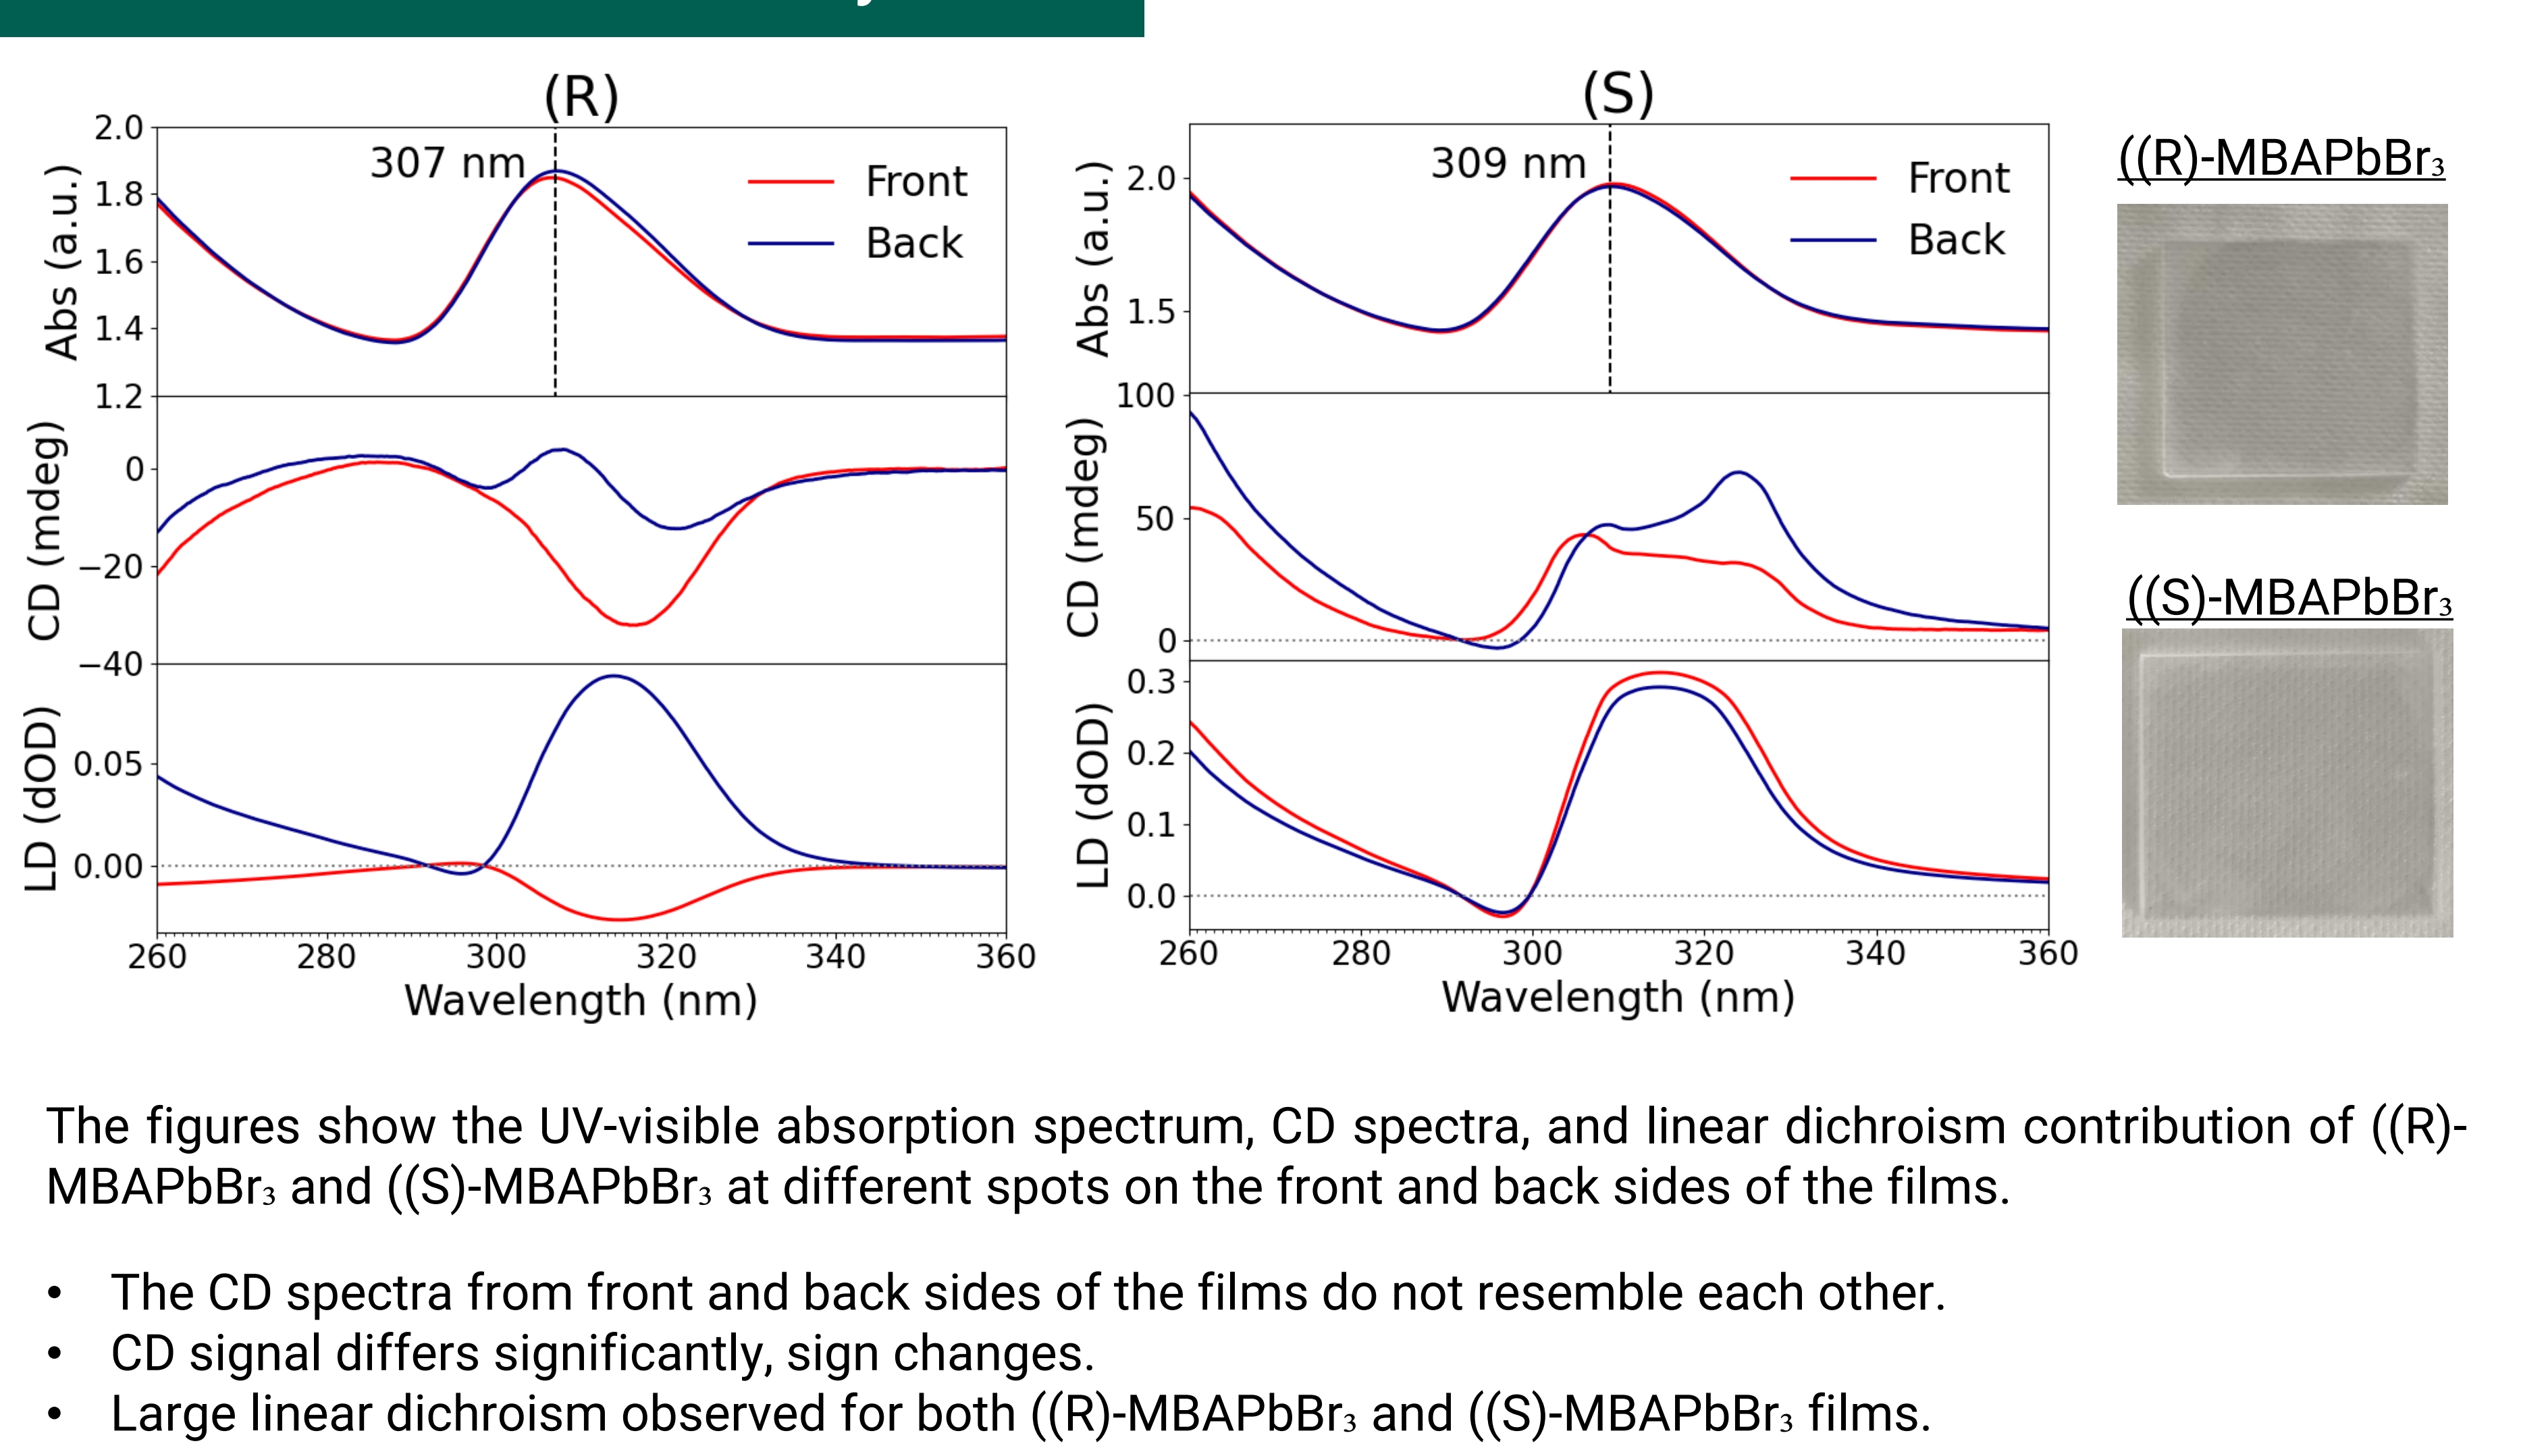 (R)
2.0
1.8
1.6
1.4
1.2
Abs (a.u.)
307 nm
Front
Back
0
−20
−40
CD (mdeg)
0.05
0.00
LD (dOD)
260 280 300 320 340 360
Wavelength (nm)
(S)
2.0
1.5
Abs (a.u.)
309 nm
Front
Back
100
50
0
CD (mdeg)
0.3
0.2
0.1
0.0
LD (dOD)
260 280 300 320 340 360
Wavelength (nm)
((R)-MBAPbBr₃
((S)-MBAPbBr₃
The figures show the UV-visible absorption spectrum, CD spectra, and linear dichroism contribution of ((R)-
MBAPbBr₃ and ((S)-MBAPbBr₃ at different spots on the front and back sides of the films.
• The CD spectra from front and back sides of the films do not resemble each other.
• CD signal differs significantly, sign changes.
• Large linear dichroism observed for both ((R)-MBAPbBr₃ and ((S)-MBAPbBr₃ films.